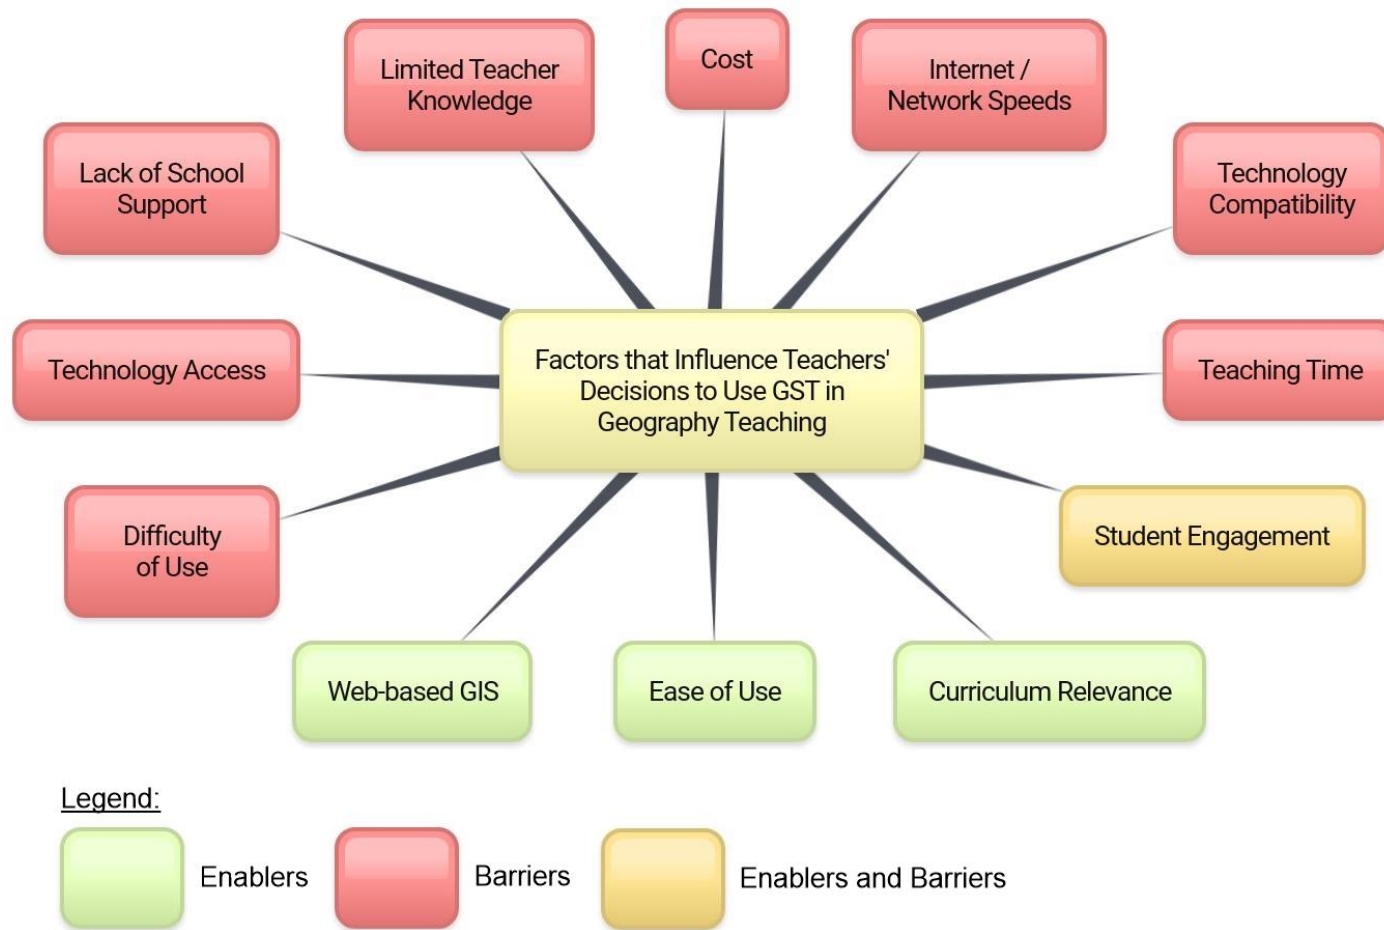 Cost
Limited Teacher
Knowledge
Internet /
Network Speeds
Lack of School
Support
Technology
Compatibility
Factors that Influence Teachers'
Decisions to Use GST in
Geography Teaching
Technology Access
Teaching Time
Difficulty
of Use
Student Engagement
Web-based GIS
Ease of Use
Curriculum Relevance
Legend:
Enablers
Barriers
Enablers and Barriers